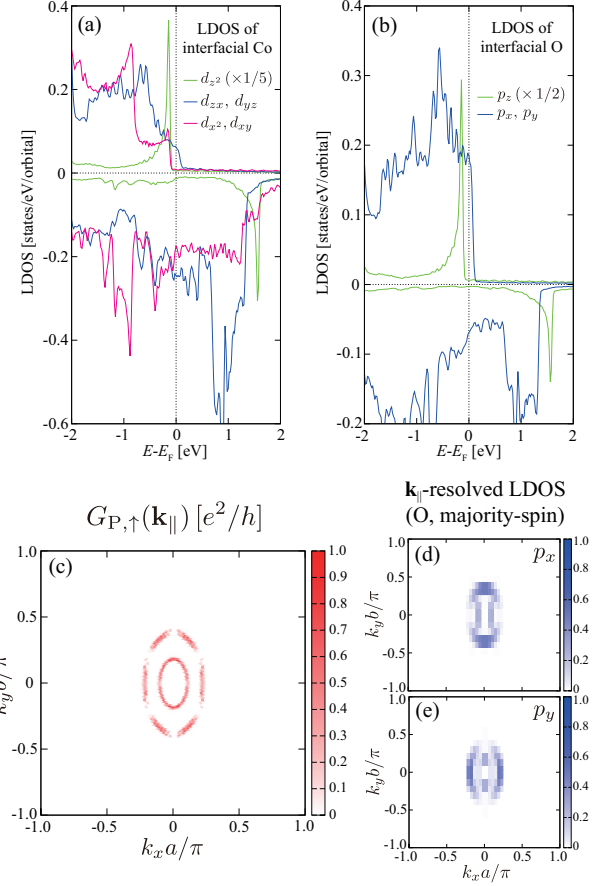 (a)
LDOS of
interfacial Co
d_{z^2} (×1/5)
d_{zx}, d_{yz}
d_{x^2}, d_{xy}
LDOS [states/eV/orbital]
0.4
0.2
0
-0.2
-0.4
-0.6
-2 -1 0 1 2
E-E_F [eV]
(b)
LDOS of
interfacial O
p_z (×1/2)
p_x, p_y
LDOS [states/eV/orbital]
0.4
0.3
0.2
0.1
0
-0.1
-0.2
-2 -1 0 1 2
E-E_F [eV]
G_{P,↑}(k_∥) [e^2/h]
(c)
1.0
0.5
0
-0.5
-1.0
-1.0 -0.5 0 0.5 1.0
k_x a/π
1.0
0.9
0.8
0.7
0.6
0.5
0.4
0.3
0.2
0.1
0
k_∥-resolved LDOS
(O, majority-spin)
(d)
p_x
k_y b/π
1.0
0.5
0
-0.5
-1.0
1.0
0.8
0.6
0.4
0.2
0
(e)
p_y
k_y b/π
1.0
0.5
0
-0.5
-1.0
-1.0 -0.5 0 0.5 1.0
k_x a/π
1.0
0.8
0.6
0.4
0.2
0